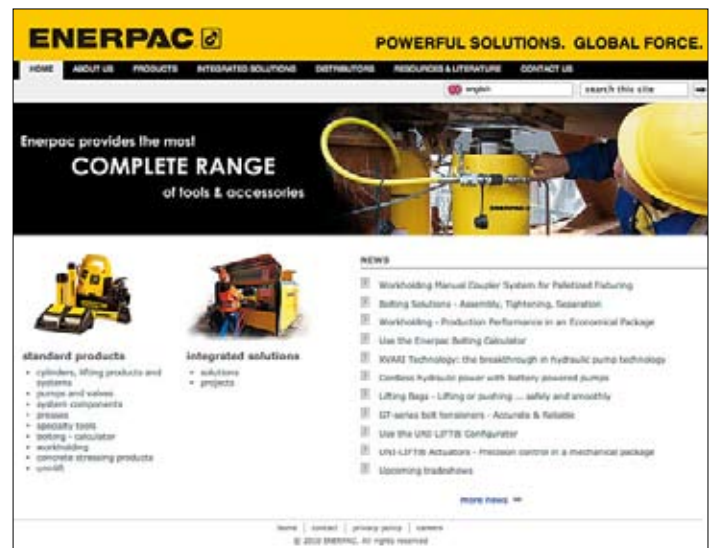 ENERPAC
POWERFUL SOLUTIONS. GLOBAL FORCE.
HOME ABOUT US PRODUCTS INTEGRATED SOLUTIONS DISTRIBUTORS RESOURCES & LITERATURE CONTACT US
english search this site
Enerpac provides the most
COMPLETE RANGE
of tools & accessories
ENERPAC
standard products
• cylinders, lifting products and
systems
• pumps and valves
• system components
• presses
• specialty tools
• bolting - calculator
• workholding
• concrete stressing products
• uni-lift
integrated solutions
• solutions
• projects
NEWS
Workholding Manual Coupler System for Palletized Fixturing
Bolting Solutions - Assembly, Tightening, Separation
Workholding - Production Performance in an Economical Package
Use the Enerpac Bolting Calculator
XVARI Technology: the breakthrough in hydraulic pump technology
Cordless hydraulic power with battery powered pumps
Lifting Bags - Lifting or pushing ... safely and smoothly
GT-series bolt tensioners - Accurate & Reliable
Use the UNI-LIFT® Configurator
UNI-LIFT® Actuators - Precision control in a mechanical package
Upcoming tradeshows
more news
home | contact | privacy policy | careers
© 2010 ENERPAC. All rights reserved